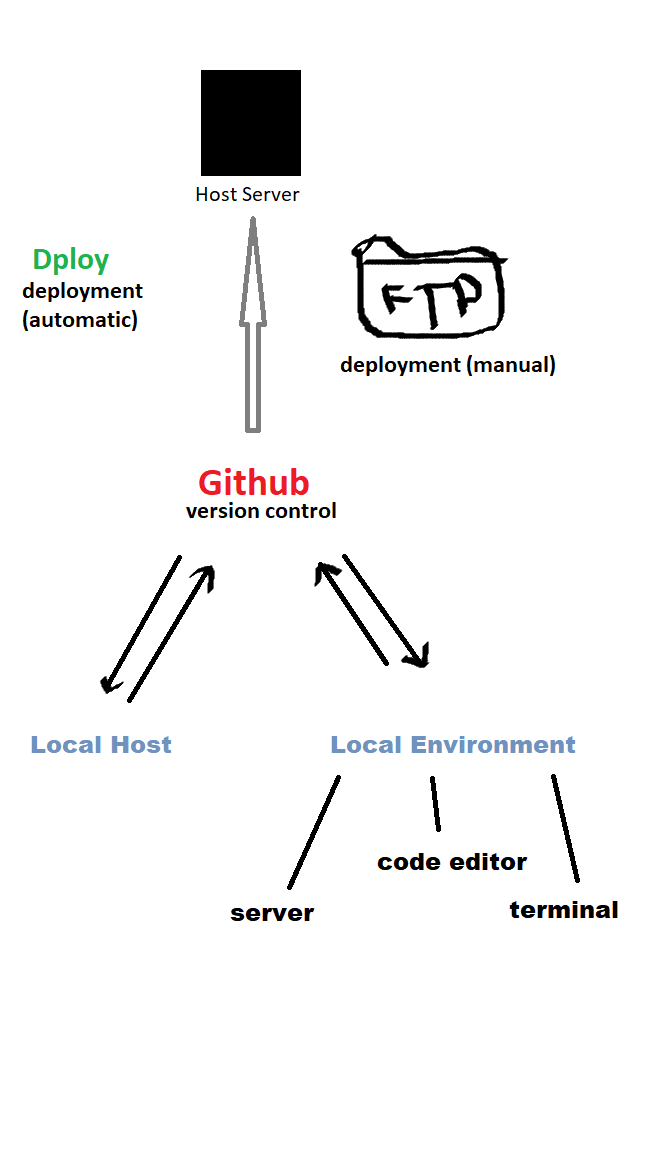 Host Server
Dploy
deployment
(automatic)
FTP
deployment (manual)
Github
version control
Local Host
Local Environment
code editor
server
terminal